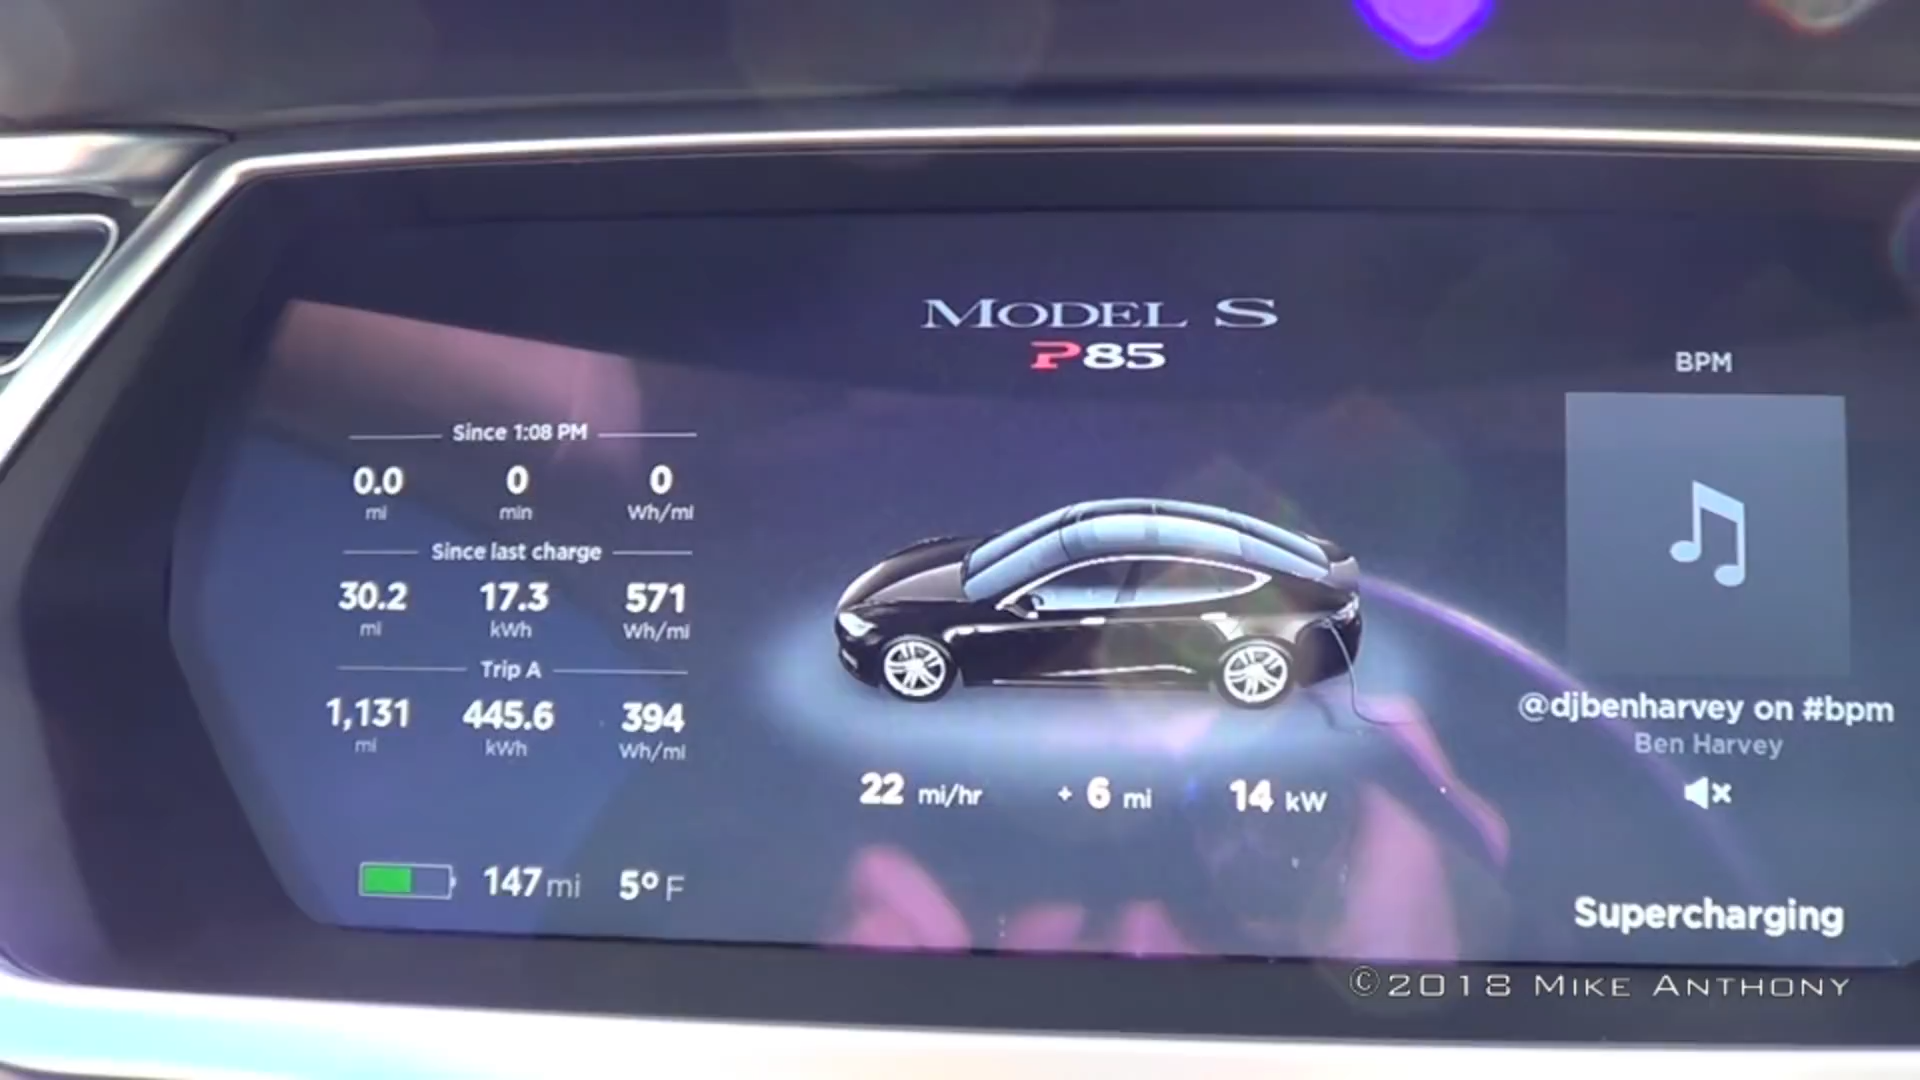 MODEL S
P85
Since 1:08 PM
0.0 0 0
mi min Wh/mi
Since last charge
30.2 17.3 571
mi kWh Wh/mi
Trip A
1,131 445.6 394
mi kWh Wh/mi
147 mi 5° F
22 mi/hr + 6 mi 14 kW
BPM
@djbenharvey on #bpm
Ben Harvey
Supercharging
©2018 MIKE ANTHONY